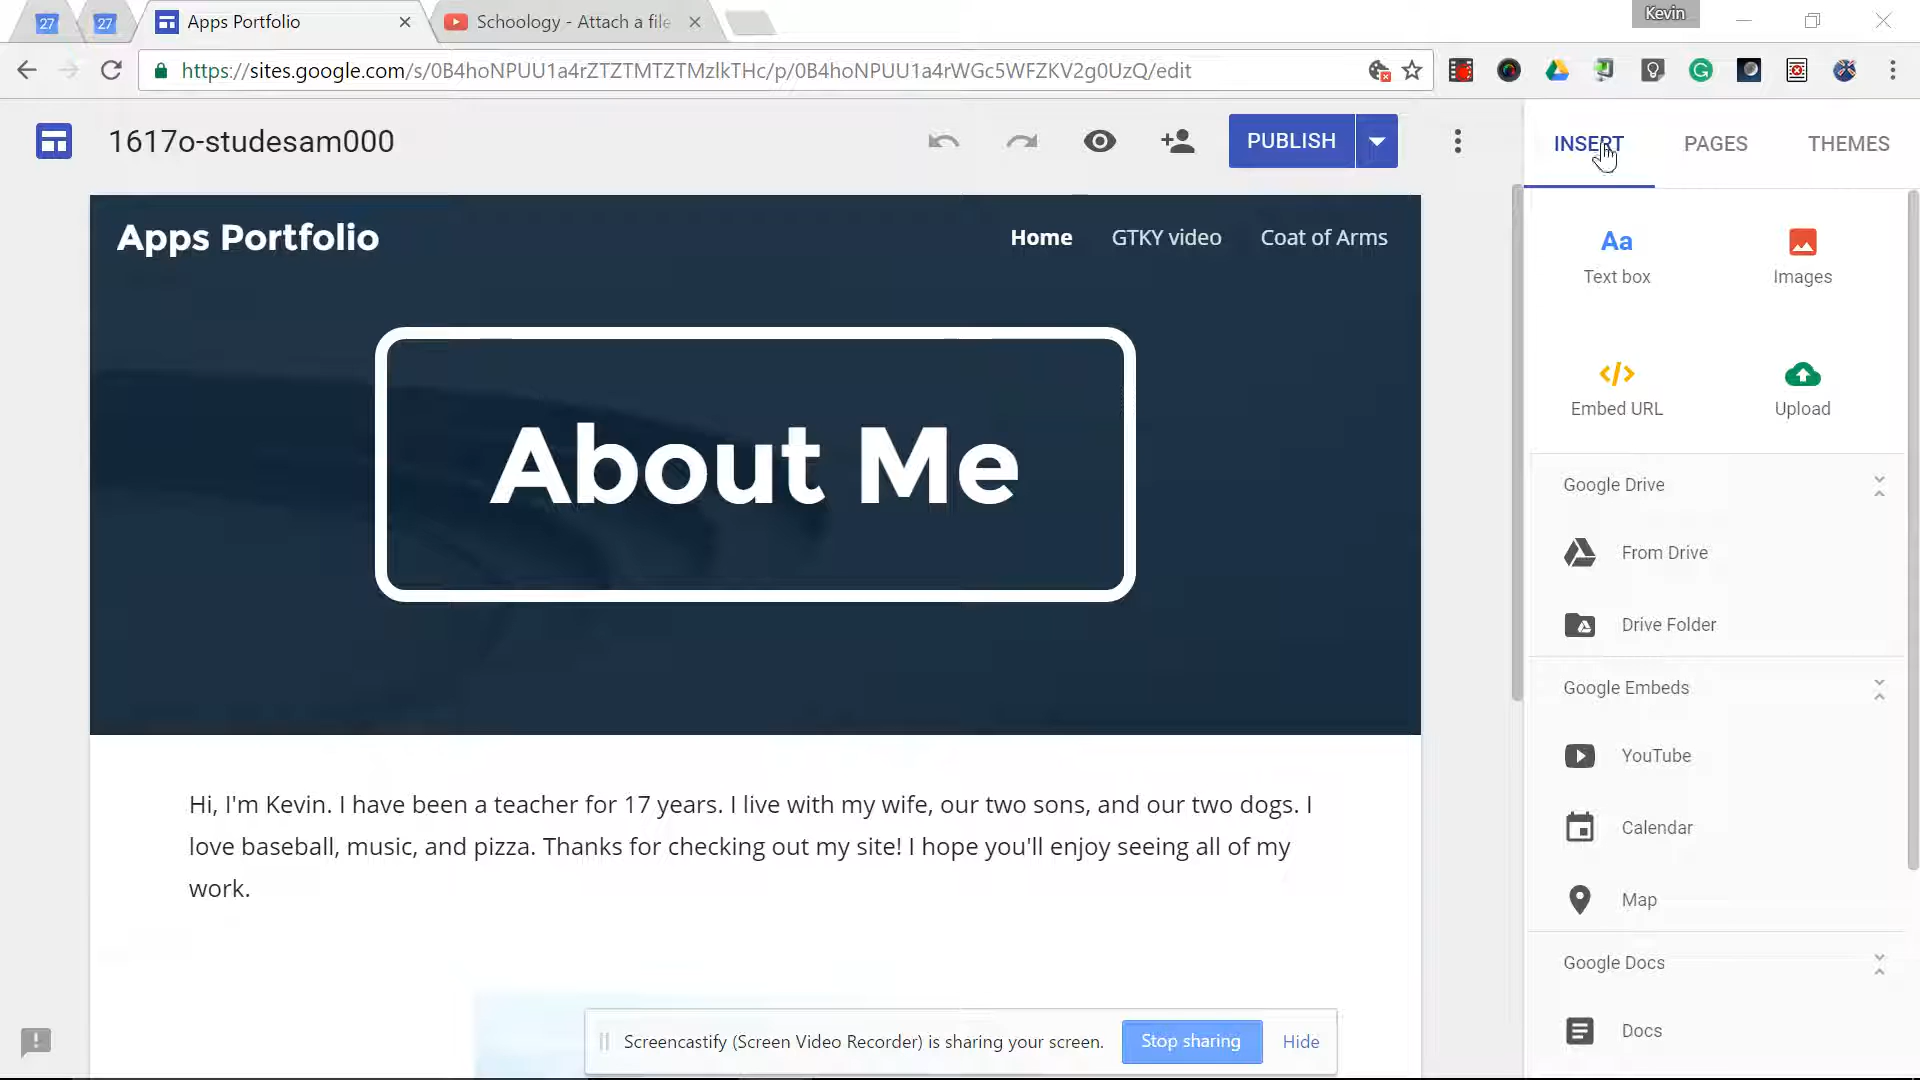 27
27
Apps Portfolio
Schoology - Attach a file
Kevin
https://sites.google.com/s/0B4hoNPUU1a4rZTZTMTZTMzlkTHc/p/0B4hoNPUU1a4rWGc5WFZKV2g0UzQ/edit
1617o-studesam000
PUBLISH
INSERT
PAGES
THEMES
Apps Portfolio
Home
GTKY video
Coat of Arms
Aa
Text box
Images
About Me
Embed URL
Upload
Google Drive
From Drive
Drive Folder
Google Embeds
YouTube
Calendar
Map
Google Docs
Docs
Hi, I'm Kevin. I have been a teacher for 17 years. I live with my wife, our two sons, and our two dogs. I
love baseball, music, and pizza. Thanks for checking out my site! I hope you'll enjoy seeing all of my
work.
Screencastify (Screen Video Recorder) is sharing your screen.
Stop sharing
Hide